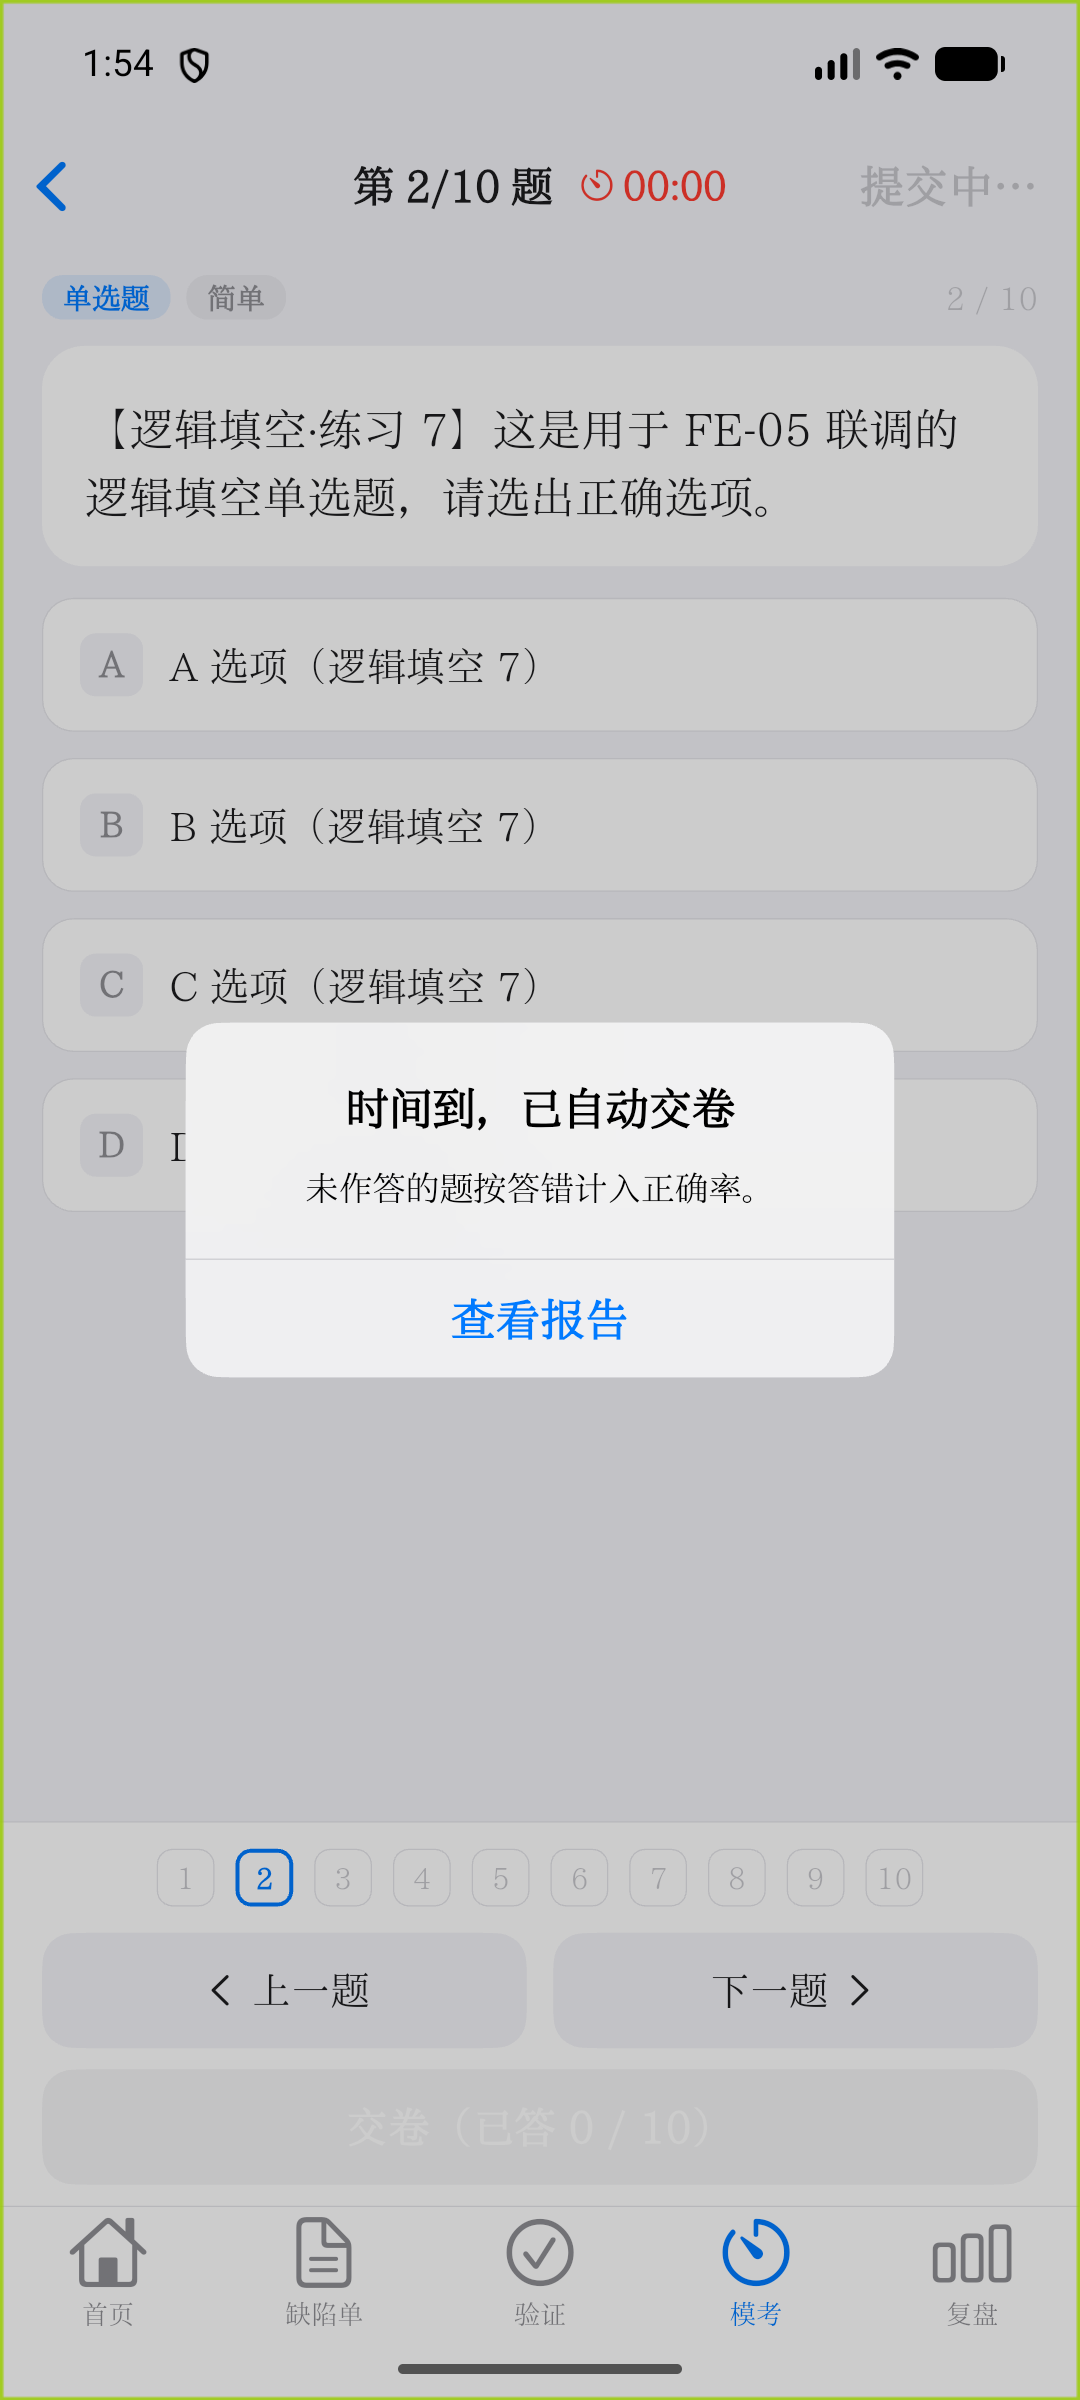 1:54
第 2/10 题 00:00 提交中…
单选题 简单 2 / 10
【逻辑填空·练习 7】这是用于 FE-05 联调的
逻辑填空单选题，请选出正确选项。
A A 选项（逻辑填空 7）
B B 选项（逻辑填空 7）
C C 选项（逻辑填空 7）
D
时间到，已自动交卷
未作答的题按答错计入正确率。
查看报告
1 2 3 4 5 6 7 8 9 10
上一题 下一题
交卷（已答 0 / 10）
首页 缺陷单 验证 模考 复盘